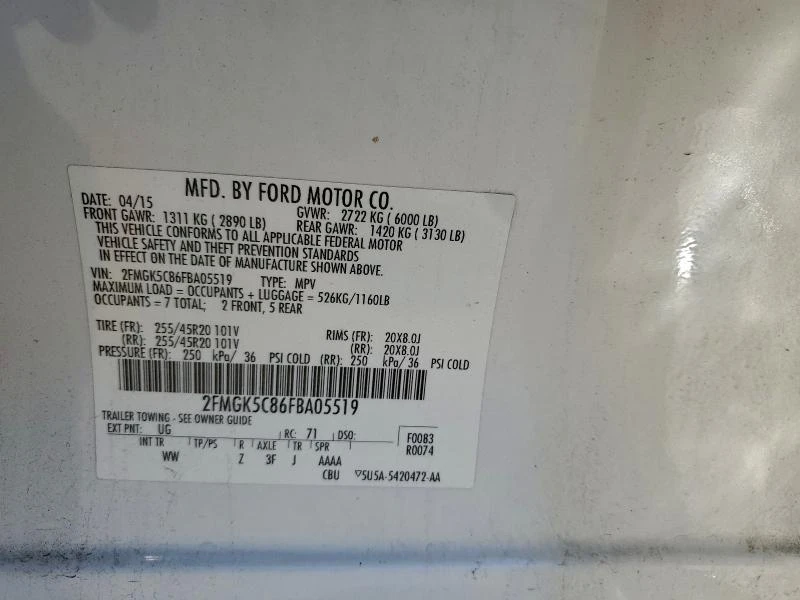 MFD. BY FORD MOTOR CO.
DATE: 04/15 GVWR: 2722 KG ( 6000 LB)
FRONT GAWR: 1311 KG ( 2890 LB) REAR GAWR: 1420 KG ( 3130 LB)
THIS VEHICLE CONFORMS TO ALL APPLICABLE FEDERAL MOTOR
VEHICLE SAFETY AND THEFT PREVENTION STANDARDS
IN EFFECT ON THE DATE OF MANUFACTURE SHOWN ABOVE.
VIN: 2FMGK5C86FBA05519 TYPE: MPV
MAXIMUM LOAD = OCCUPANTS + LUGGAGE = 526KG/1160LB
OCCUPANTS = 7 TOTAL; 2 FRONT, 5 REAR
TIRE (FR): 255/45R20 101V RIMS (FR): 20X8.0J
(RR): 255/45R20 101V (RR): 20X8.0J
PRESSURE (FR): 250 kPa/ 36 PSI COLD (RR): 250 kPa/ 36 PSI COLD
2FMGK5C86FBA05519
TRAILER TOWING - SEE OWNER GUIDE
EXT PNT: UG RC: 71 DSO: F0083
R0074
INT TR TP/PS R AXLE TR SPR
WW Z 3F J AAAA
CBU 5U5A-5420472-AA